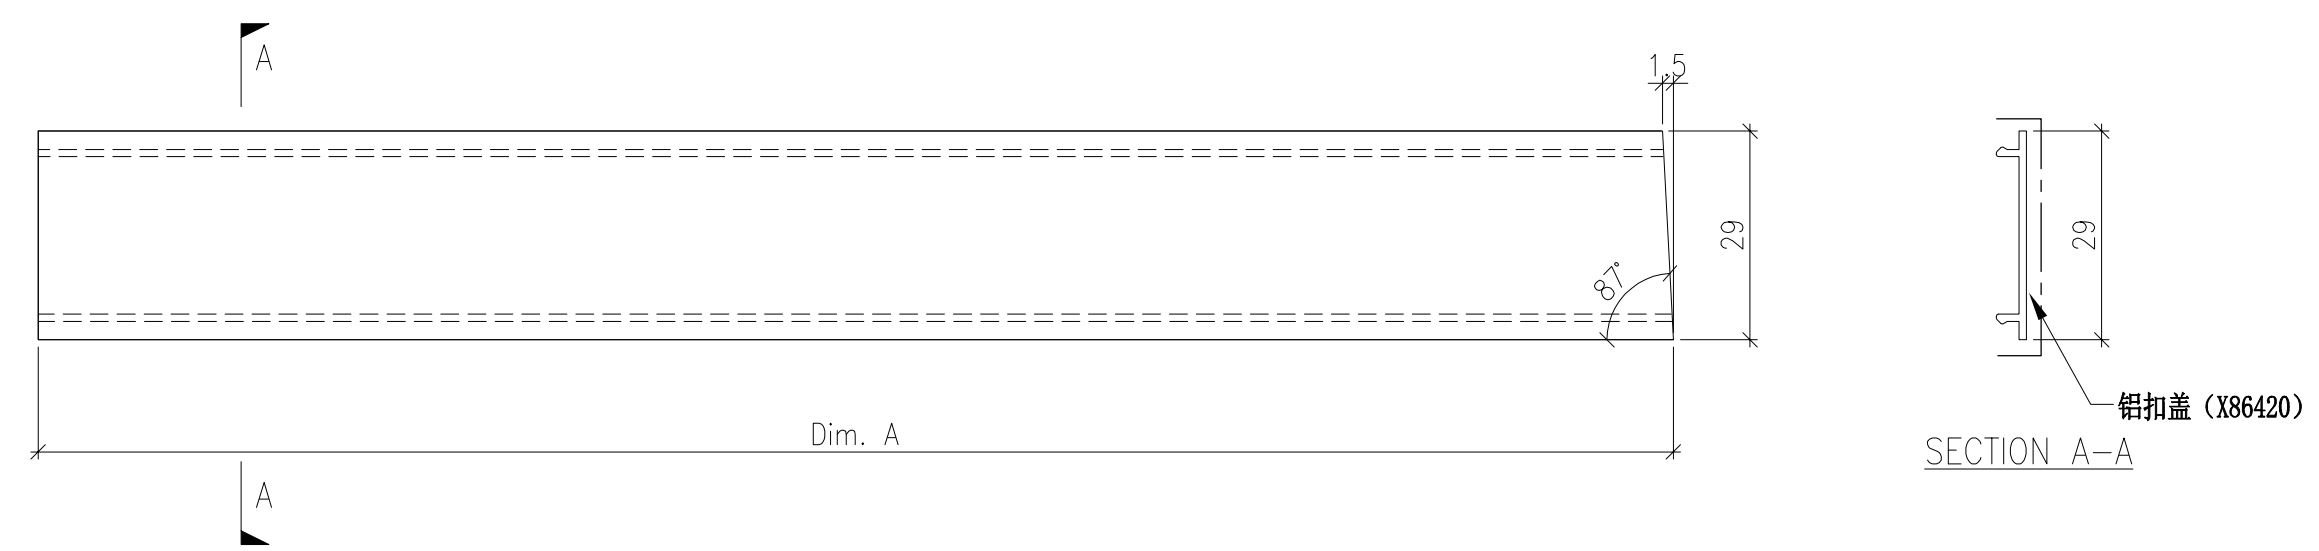 A
1.5
29
29
87°
Dim. A
铝扣盖（X86420）
SECTION A-A
A